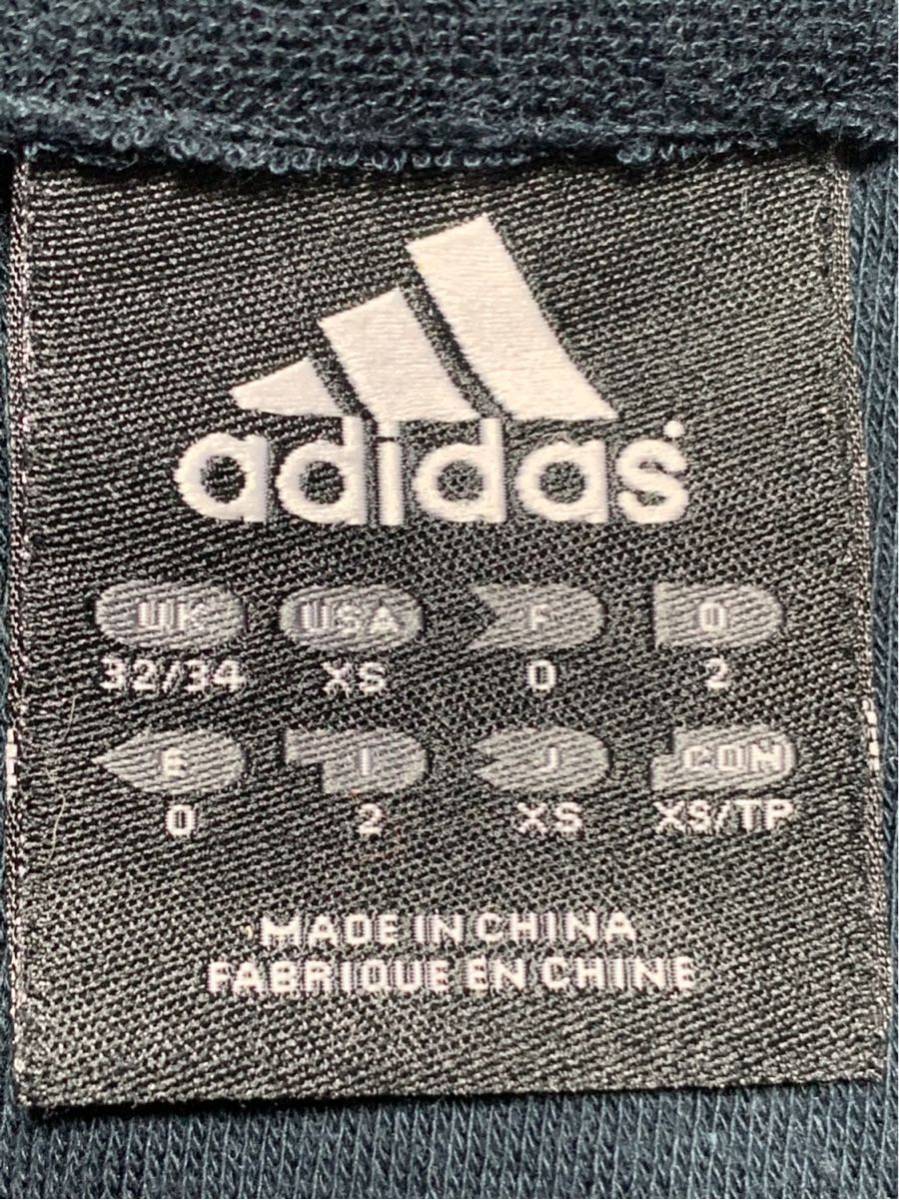 adidas
UK USA F D
32/34 XS 0 2
E I J CDN
0 2 XS XS/TP
MADE IN CHINA
FABRIQUE EN CHINE